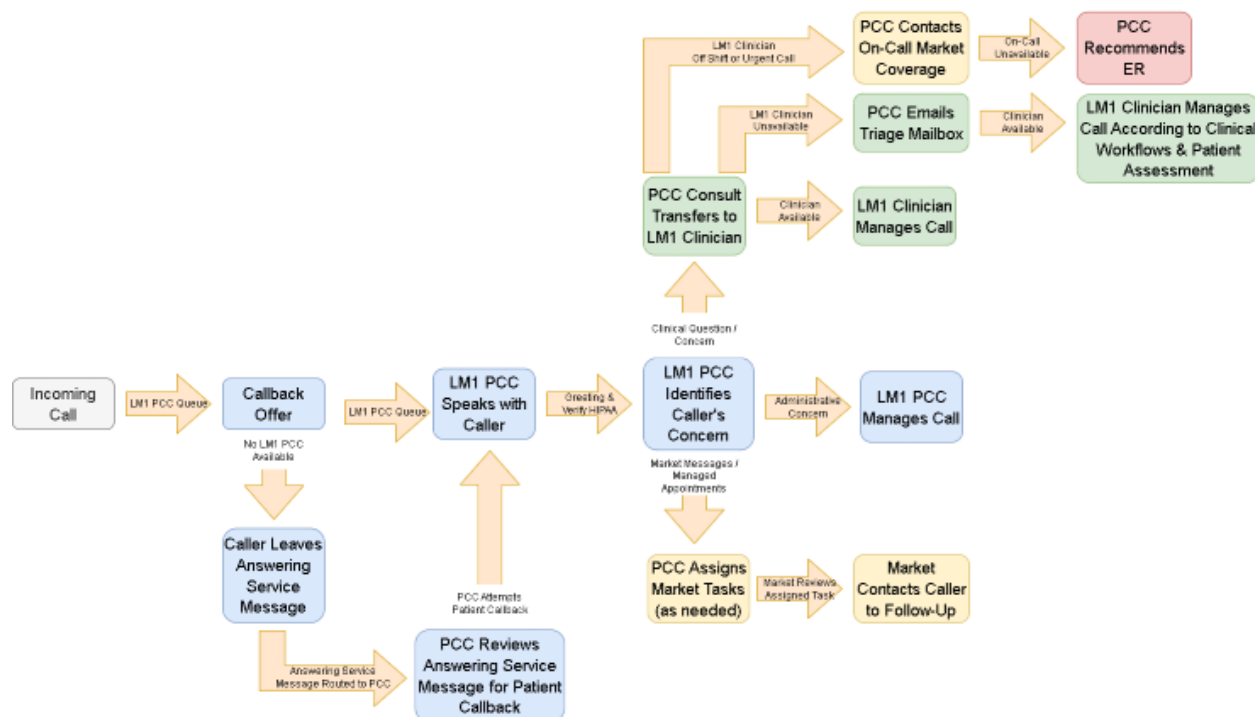 LM1 Clinician
Off Shift or Urgent Call
PCC Contacts
On-Call Market
Coverage
On-Call
Unavailable
PCC
Recommends
ER
LM1 Clinician
Unavailable
PCC Emails
Triage Mailbox
Clinician
Available
LM1 Clinician Manages
Call According to Clinical
Workflows & Patient
Assessment
PCC Consult
Transfers to
LM1 Clinician
Clinician
Available
LM1 Clinician
Manages Call
Clinical Question /
Concern
Incoming
Call
LM1 PCC Queue
Callback
Offer
LM1 PCC Queue
LM1 PCC
Speaks with
Caller
Greeting &
Verify HIPAA
LM1 PCC
Identifies
Caller's
Concern
Administrative
Concern
LM1 PCC
Manages Call
No LM1 PCC
Available
Market Messages /
Managed
Appointments
Caller Leaves
Answering
Service
Message
PCC Attempts
Patient Callback
PCC Assigns
Market Tasks
(as needed)
Market Reviews
Assigned Task
Market
Contacts Caller
to Follow-Up
Answering Service
Message Routed to PCC
PCC Reviews
Answering Service
Message for Patient
Callback